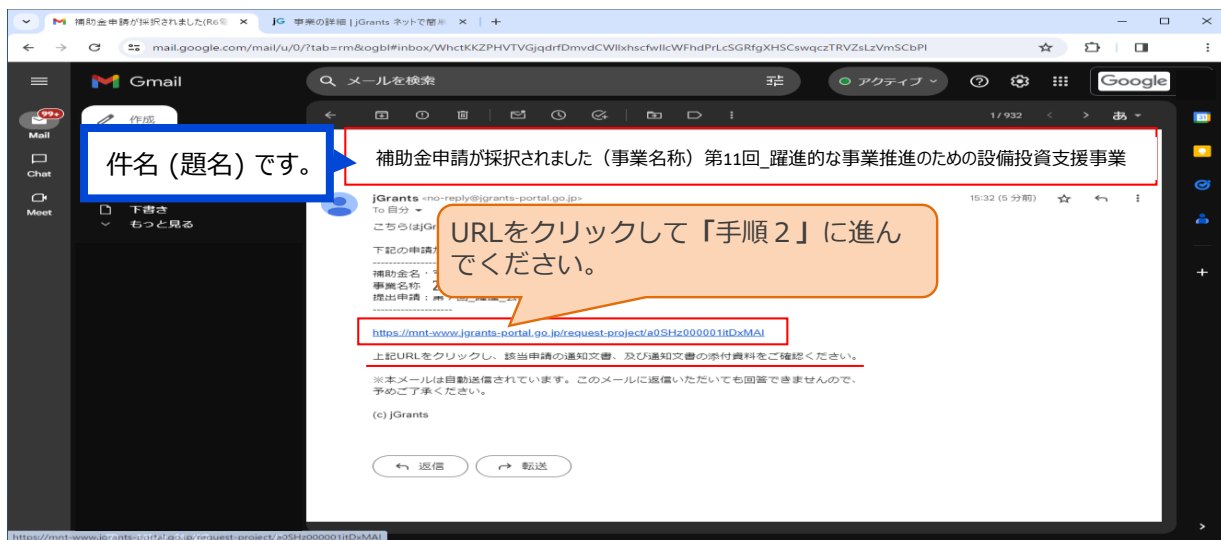 補助金申請が採択されました(R6
事業の詳細 | jGrants ネットで簡単
mail.google.com/mail/u/0/?tab=rm&ogbl#inbox/WhctKKZPHVTVGjqdrfDmvdCWllxhscfwllcWFhdPrLcSGRfgXHSCswqczTRVZsLzVmSCbPl
Gmail
メールを検索
アクティブ
Google
99+
Mail
作成
1 / 932
あ
31
件名 (題名) です。
補助金申請が採択されました（事業名称）第11回_躍進的な事業推進のための設備投資支援事業
Chat
Meet
下書き
もっと見る
jGrants <no-reply@jgrants-portal.go.jp>
15:32 (5 分前)
To 自分
こちらはjGr
URLをクリックして「手順２」に進ん
でください。
下記の申請
--------------------
補助金名
事業名称
提出申請：
--------------------
https://mnt-www.jgrants-portal.go.jp/request-project/a0SHz000001itDxMAI
上記URLをクリックし、該当申請の通知文書、及び通知文書の添付資料をご確認ください。
※本メールは自動送信されています。このメールに返信いただいても回答できませんので、
予めご了承ください。
(c) jGrants
返信
転送
https://mnt-www.jgrants-portal.go.jp/request-project/a0SHz000001itDxMAI